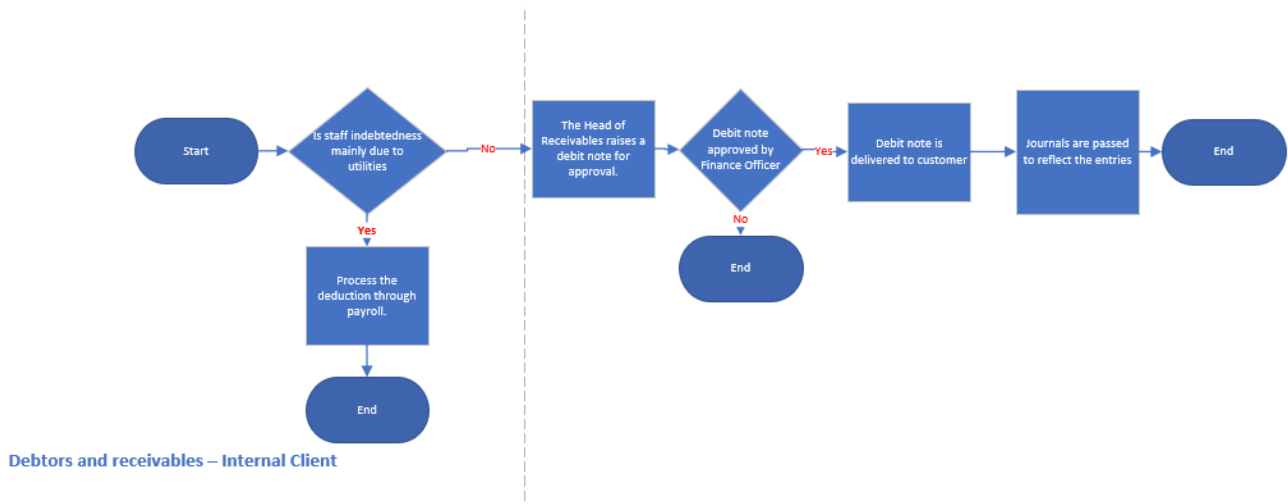 Start
Is staff indebtedness
mainly due to
utilities
No
The Head of
Receivables raises a
debit note for
approval.
Debit note
approved by
Finance Officer
Yes
Debit note is
delivered to customer
Journals are passed
to reflect the entries
End
No
End
Yes
Process the
deduction through
payroll.
End
Debtors and receivables – Internal Client